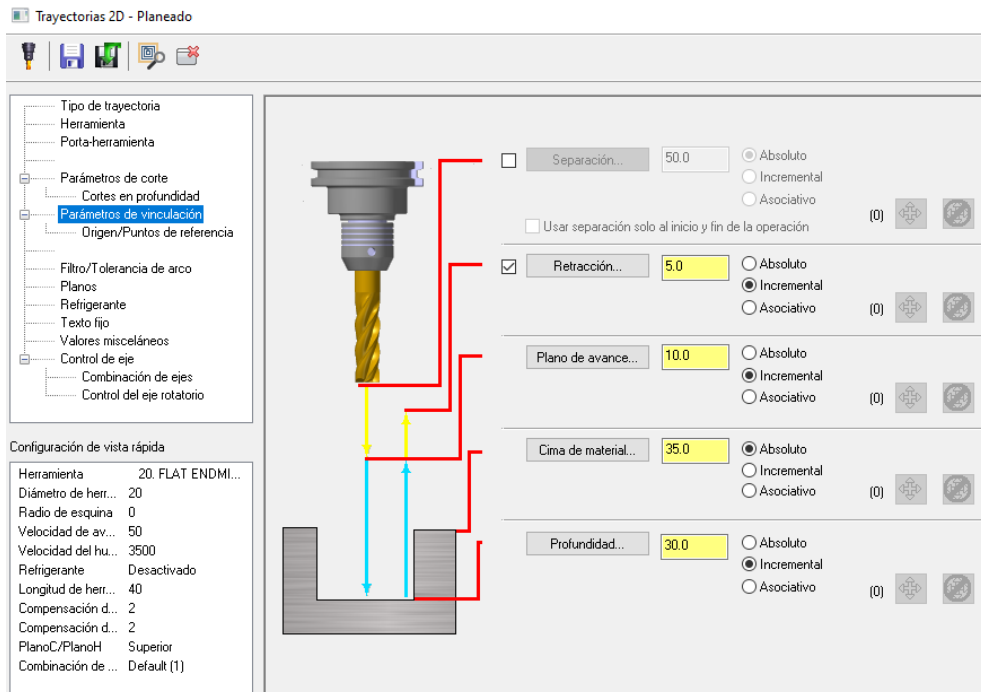 Trayectorias 2D - Planeado
Tipo de trayectoria
Herramienta
Porta-herramienta
Parámetros de corte
Cortes en profundidad
Parámetros de vinculación
Origen/Puntos de referencia
Filtro/Tolerancia de arco
Planos
Refrigerante
Texto fijo
Valores misceláneos
Control de eje
Combinación de ejes
Control del eje rotatorio
Configuración de vista rápida
Herramienta 20. FLAT ENDMI...
Diámetro de herr... 20
Radio de esquina 0
Velocidad de av... 50
Velocidad del hu... 3500
Refrigerante Desactivado
Longitud de herr... 40
Compensación d... 2
Compensación d... 2
PlanoC/PlanoH Superior
Combinación de ... Default (1)
Separación... 50.0 Absoluto
Incremental
Asociativo
(0)
Usar separación solo al inicio y fin de la operación
Retracción... 5.0 Absoluto
Incremental
Asociativo (0)
Plano de avance... 10.0 Absoluto
Incremental
Asociativo (0)
Cima de material... 35.0 Absoluto
Incremental
Asociativo (0)
Profundidad... 30.0 Absoluto
Incremental
Asociativo (0)